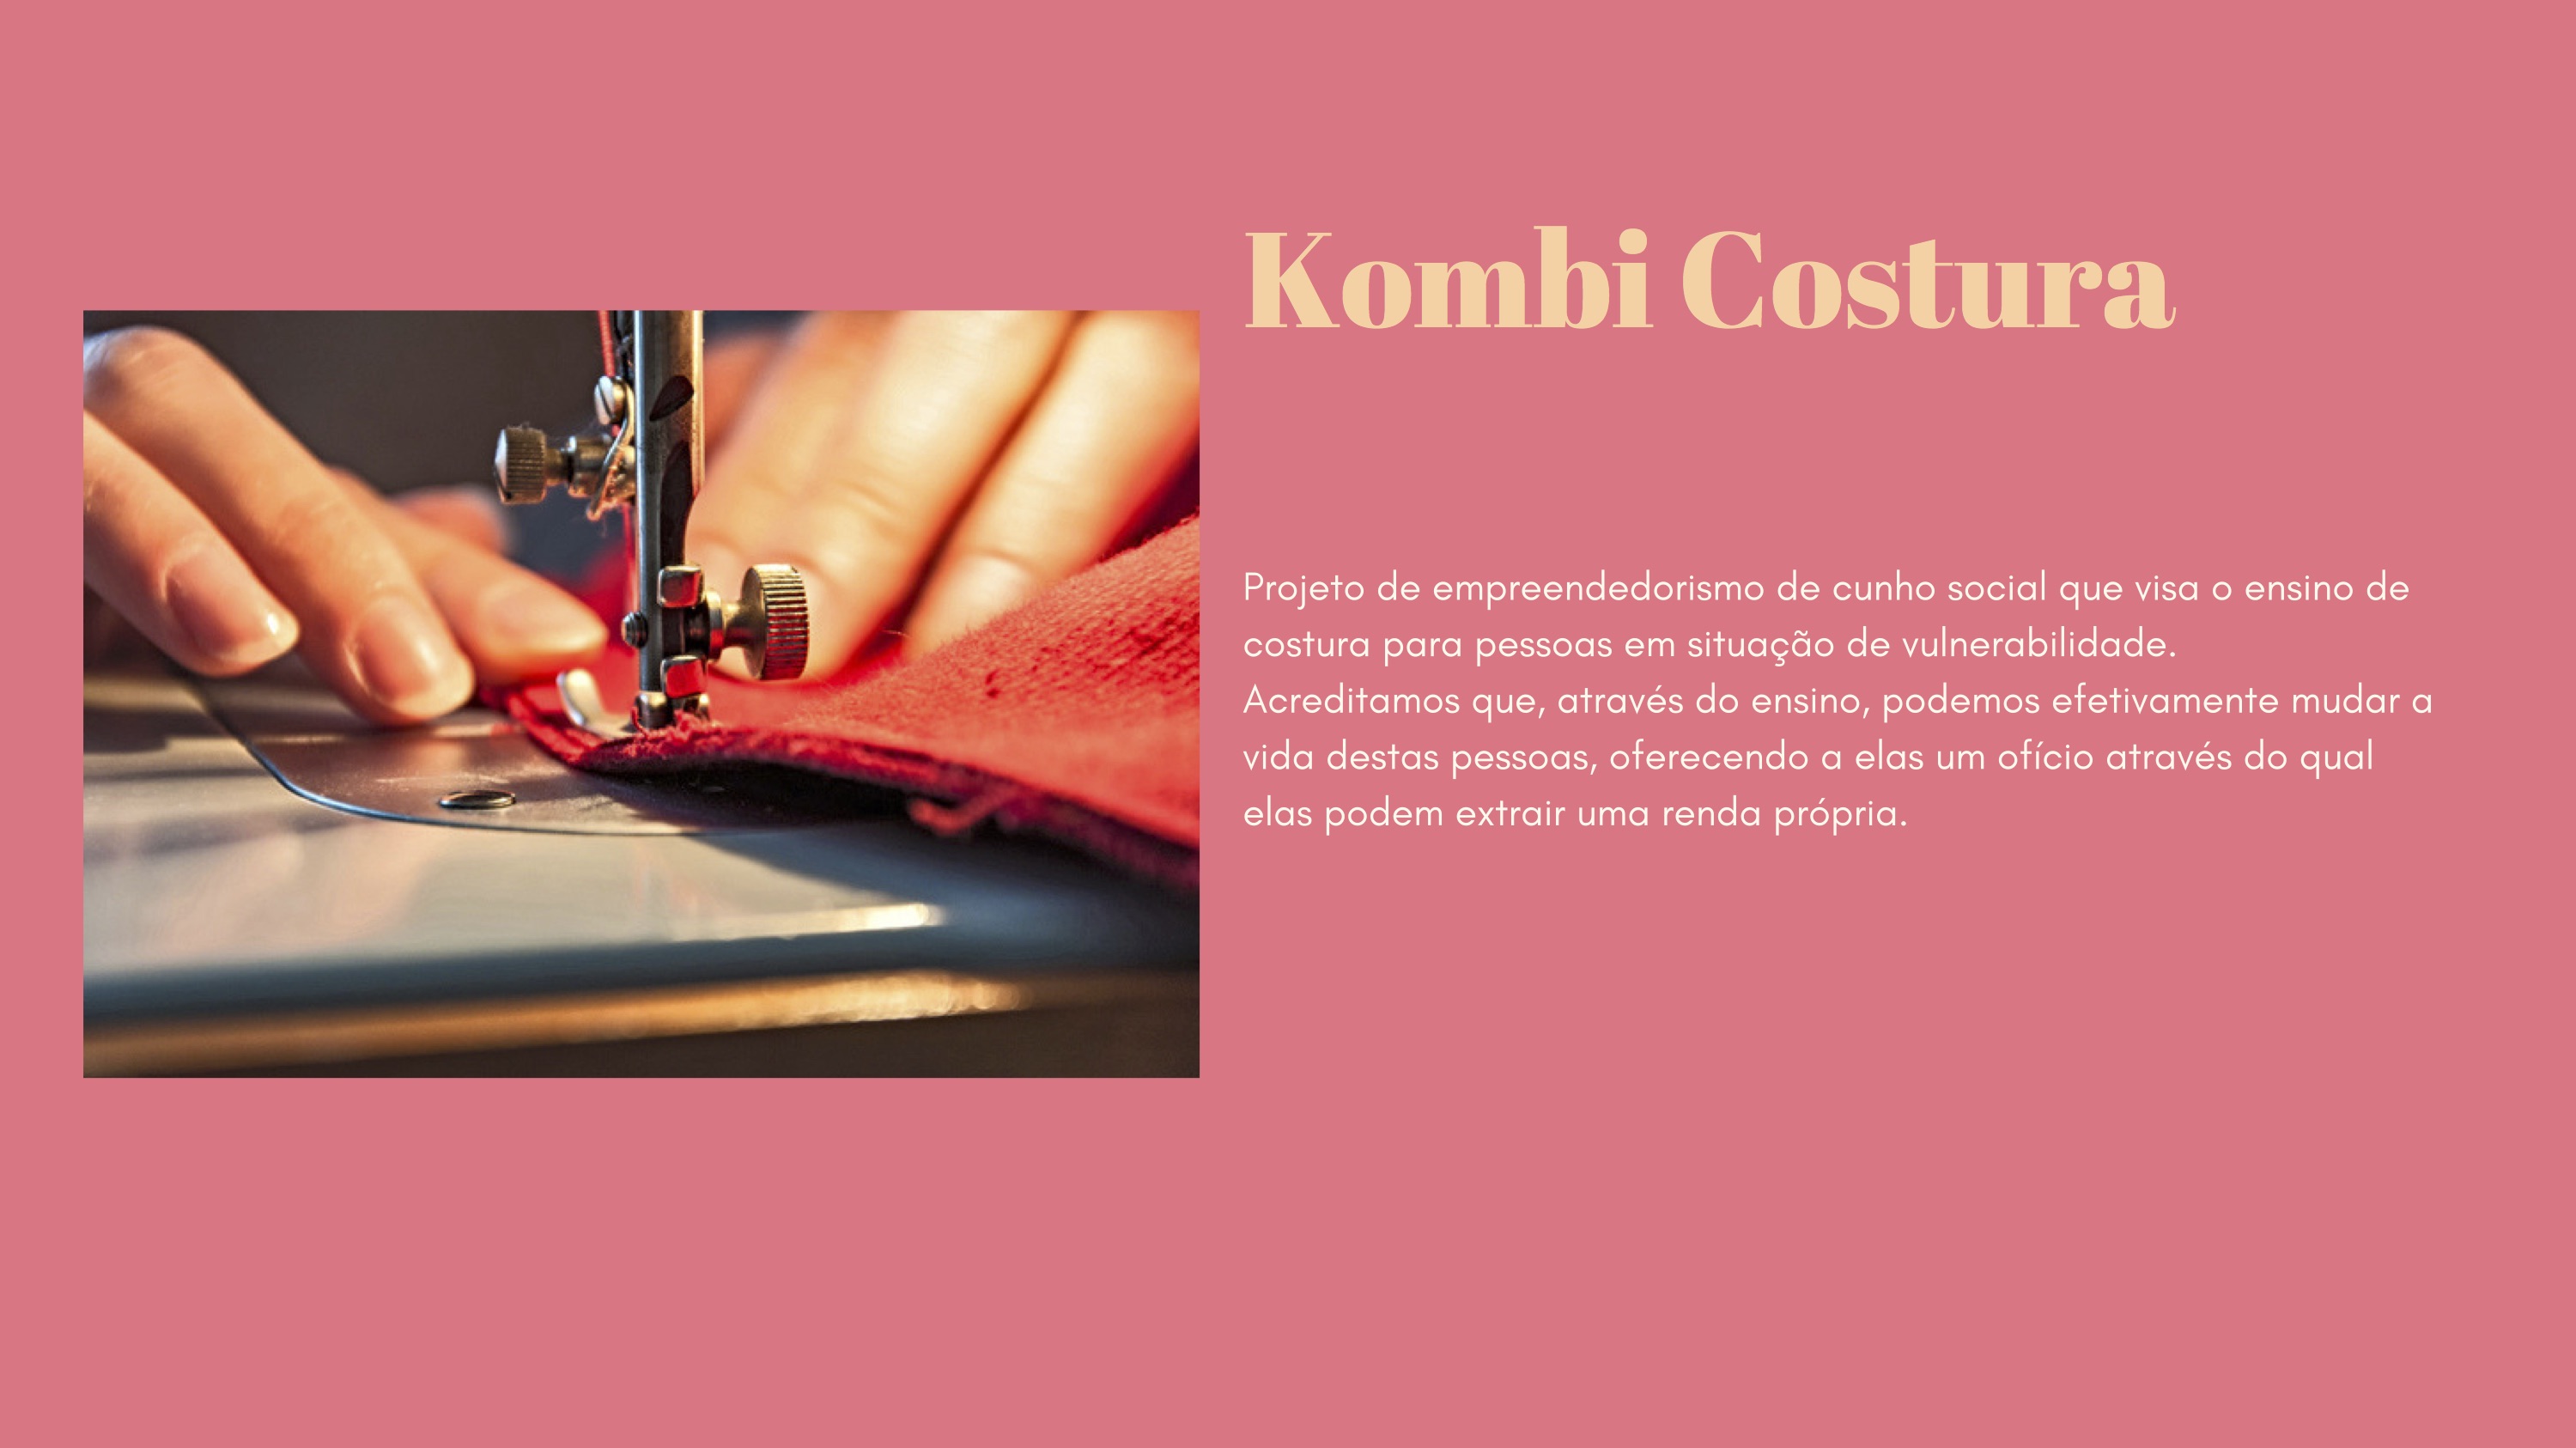 Kombi Costura
Projeto de empreendedorismo de cunho social que visa o ensino de
costura para pessoas em situação de vulnerabilidade.
Acreditamos que, através do ensino, podemos efetivamente mudar a
vida destas pessoas, oferecendo a elas um ofício através do qual
elas podem extrair uma renda própria.